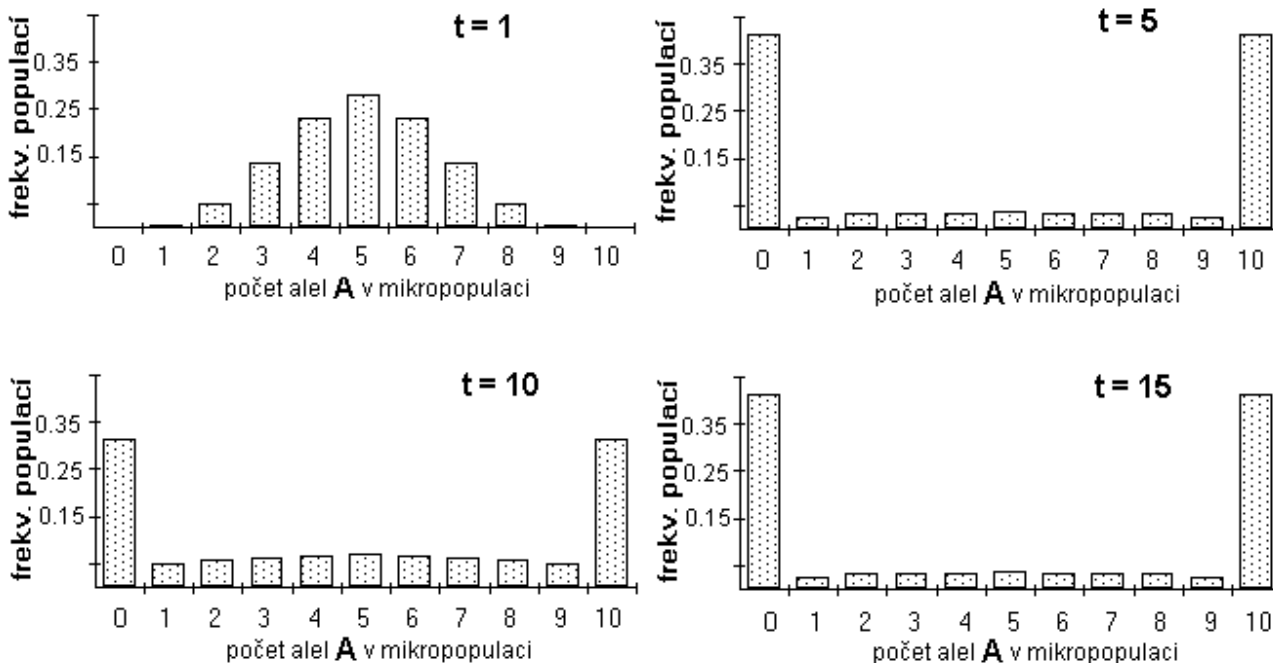 t = 1
frekv. populací
0.35
0.25
0.15
0 1 2 3 4 5 6 7 8 9 10
počet alel A v mikropopulaci
t = 5
frekv. populací
0.35
0.25
0.15
0 1 2 3 4 5 6 7 8 9 10
počet alel A v mikropopulaci
t = 10
frekv. populací
0.35
0.25
0.15
0 1 2 3 4 5 6 7 8 9 10
počet alel A v mikropopulaci
t = 15
frekv. populací
0.35
0.25
0.15
0 1 2 3 4 5 6 7 8 9 10
počet alel A v mikropopulaci